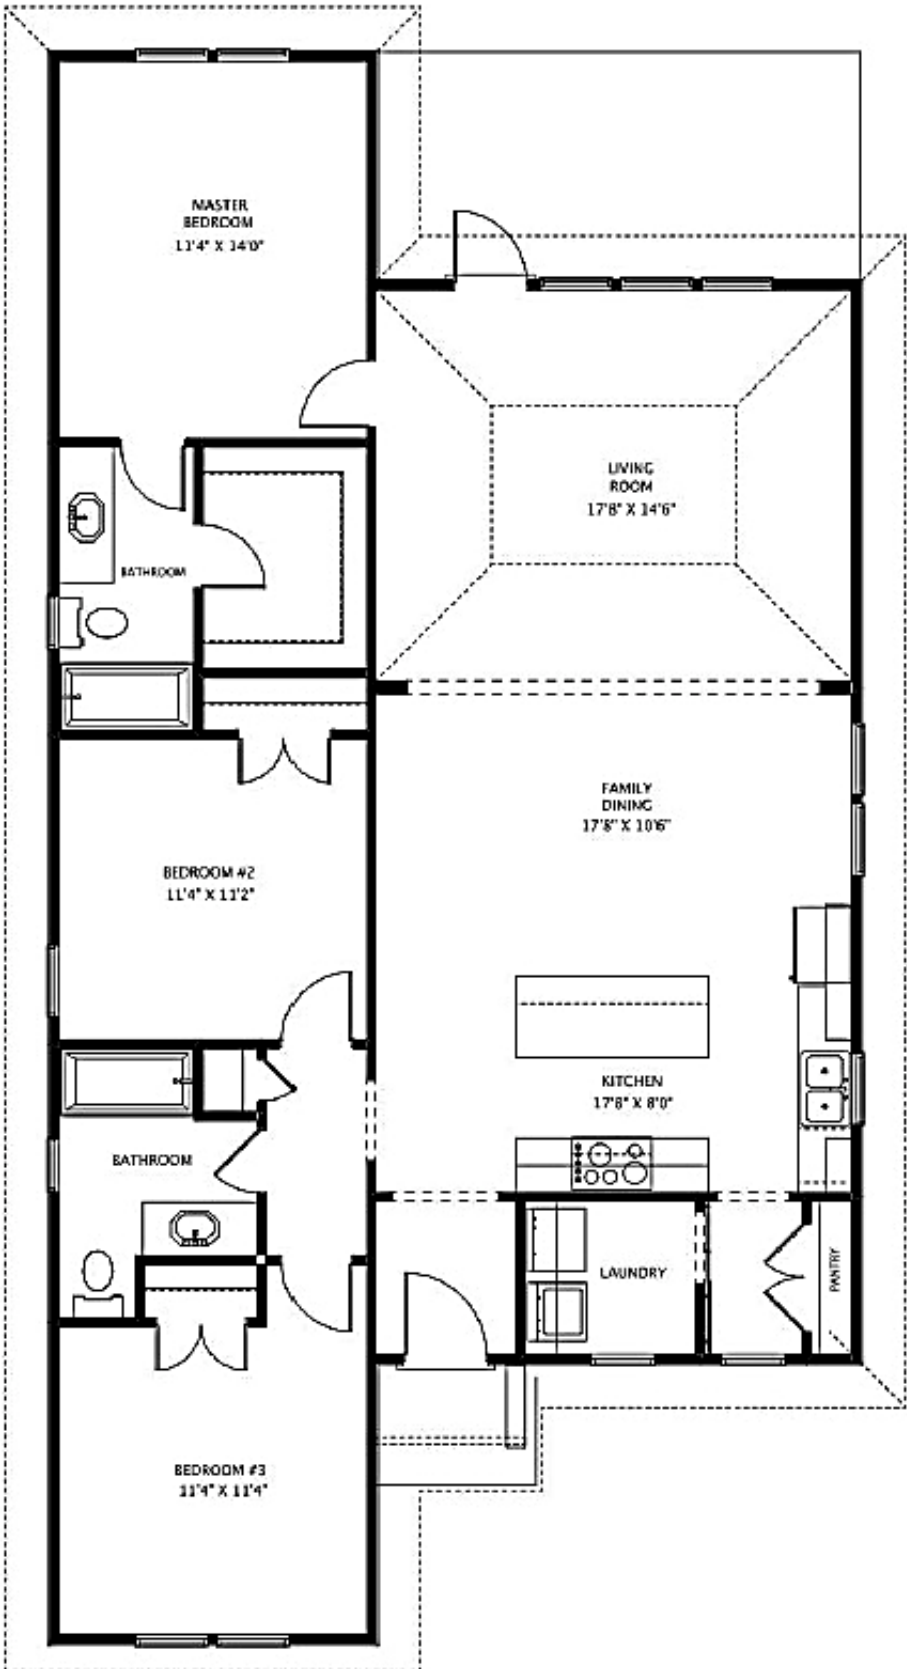 MASTER
BEDROOM
11'4" X 14'0"
LIVING
ROOM
17'8" X 14'6"
BATHROOM
FAMILY
DINING
17'8" X 10'6"
BEDROOM #2
11'4" X 11'2"
KITCHEN
17'8" X 8'0"
BATHROOM
LAUNDRY
PANTRY
BEDROOM #3
11'4" X 11'4"